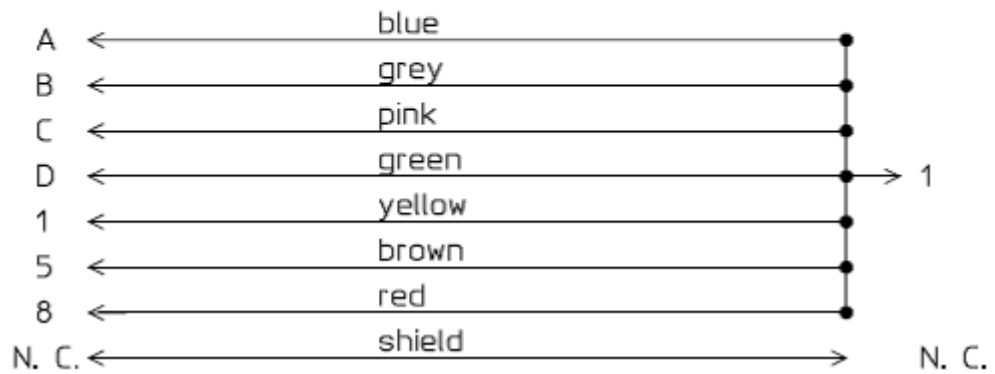 A blue
B grey
C pink
D green 1
1 yellow
5 brown
8 red
N. C. shield N. C.